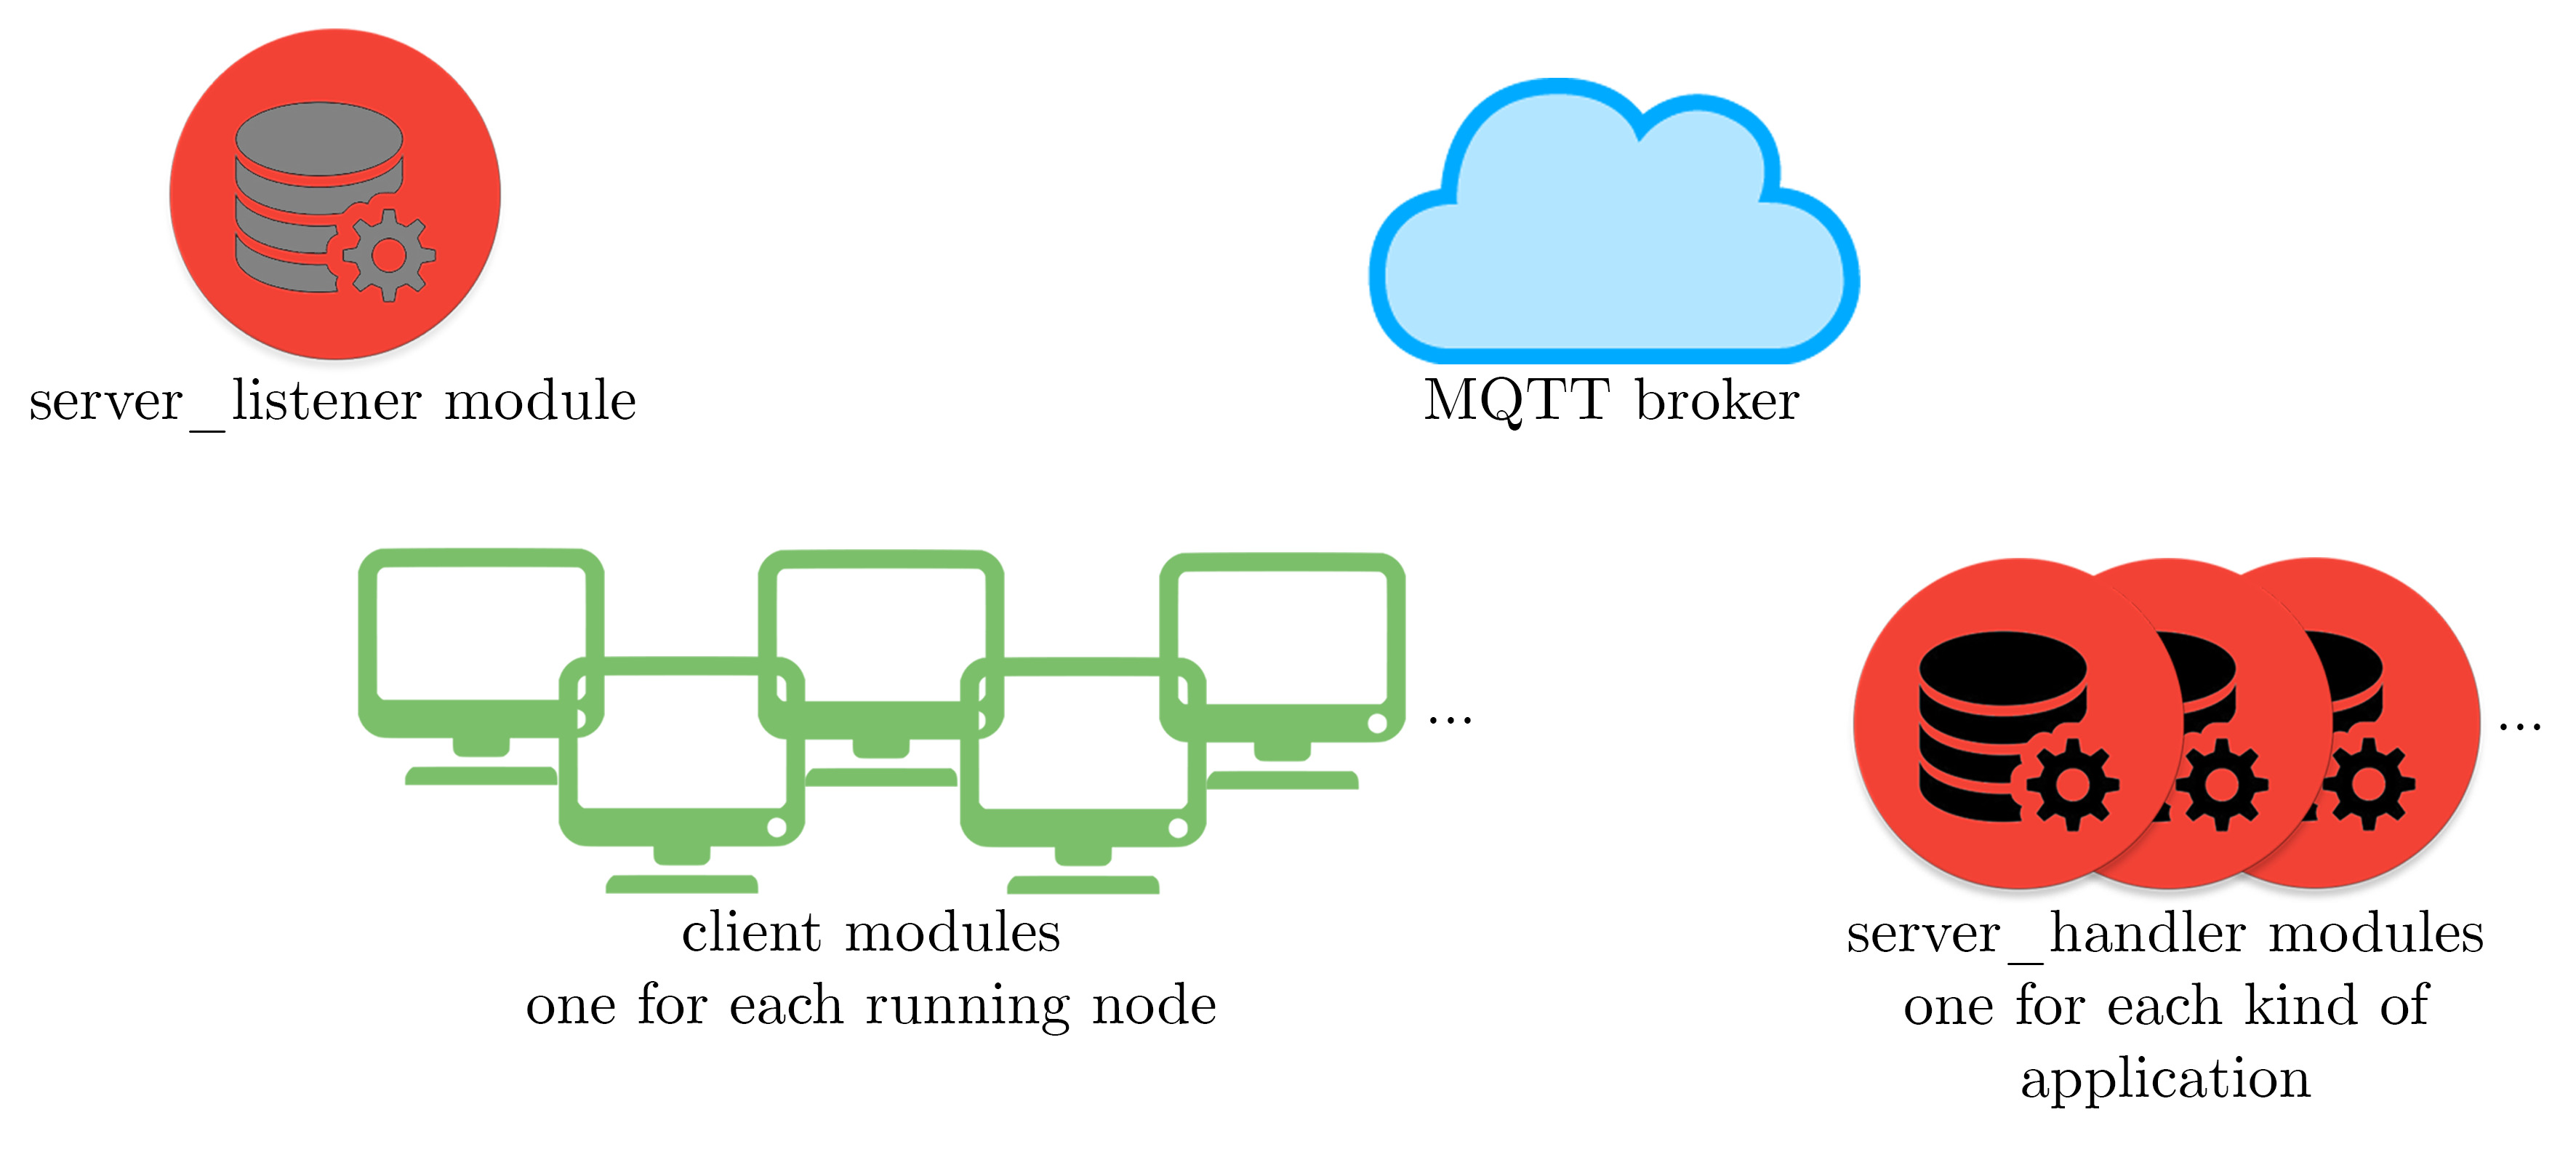 server_listener module
MQTT broker
...
...
client modules
one for each running node
server_handler modules
one for each kind of
application